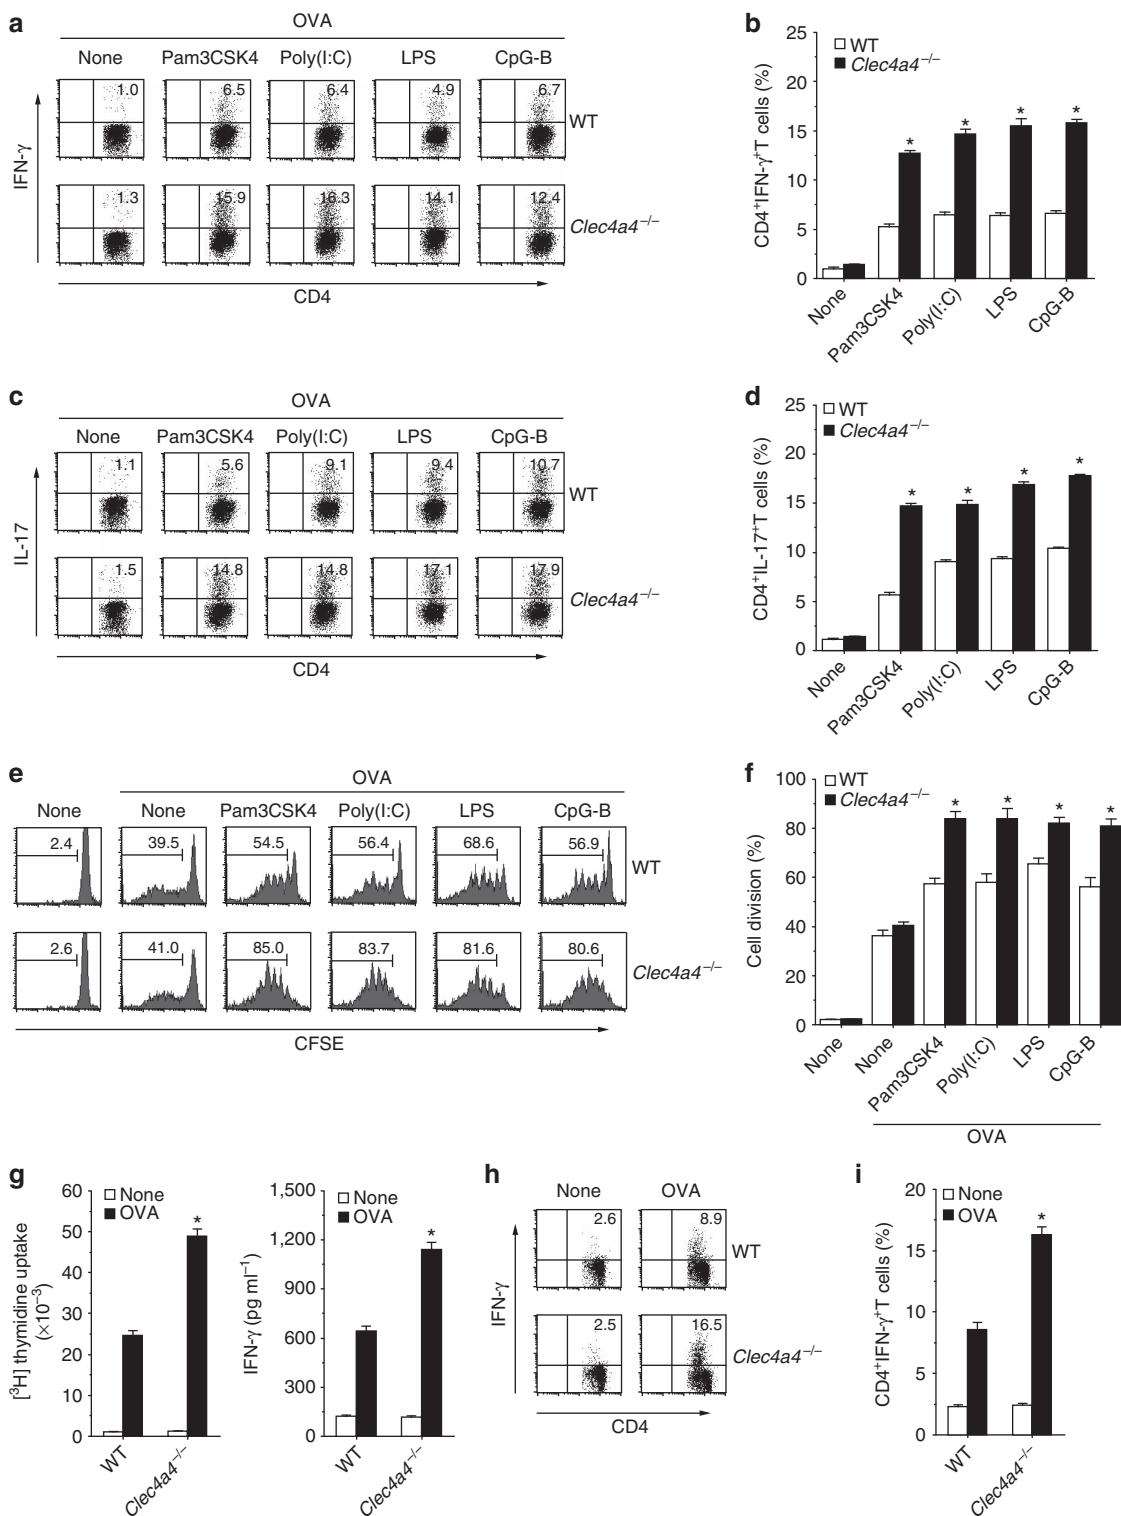 a
OVA
None Pam3CSK4 Poly(I:C) LPS CpG-B
1.0 6.5 6.4 4.9 6.7
WT
1.3 15.9 16.3 14.1 12.4
Clec4a4–/–
IFN-γ
CD4
b
25
20
15
10
5
0
CD4+IFN-γ+T cells (%)
WT
Clec4a4–/–
* * * *
None Pam3CSK4 Poly(I:C) LPS CpG-B
c
OVA
None Pam3CSK4 Poly(I:C) LPS CpG-B
1.1 5.6 9.1 9.4 10.7
WT
1.5 14.8 14.8 17.1 17.9
Clec4a4–/–
IL-17
CD4
d
25
20
15
10
5
0
CD4+IL-17+T cells (%)
WT
Clec4a4–/–
* * * *
None Pam3CSK4 Poly(I:C) LPS CpG-B
e
OVA
None None Pam3CSK4 Poly(I:C) LPS CpG-B
2.4 39.5 54.5 56.4 68.6 56.9
WT
2.6 41.0 85.0 83.7 81.6 80.6
Clec4a4–/–
CFSE
f
100
80
60
40
20
0
Cell division (%)
WT
Clec4a4–/–
* * * *
None None Pam3CSK4 Poly(I:C) LPS CpG-B
OVA
g
60
50
40
30
20
10
0
[3H] thymidine uptake
(×10–3)
None
OVA
*
WT Clec4a4–/–
1,500
1,200
900
600
300
0
IFN-γ (pg ml–1)
None
OVA
*
WT Clec4a4–/–
h
None OVA
2.6 8.9
WT
2.5 16.5
Clec4a4–/–
IFN-γ
CD4
i
20
15
10
5
0
CD4+IFN-γ+T cells (%)
None
OVA
*
WT Clec4a4–/–